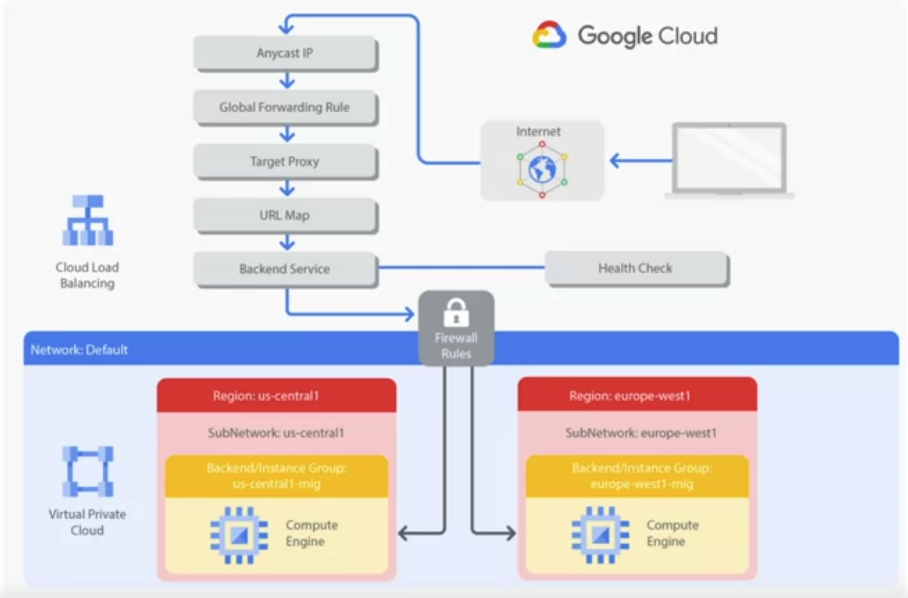 Google Cloud
Anycast IP
Global Forwarding Rule
Internet
Target Proxy
URL Map
Cloud Load
Balancing
Backend Service
Health Check
Firewall
Rules
Network: Default
Region: us-central1
SubNetwork: us-central1
Backend/Instance Group:
us-central1-mig
Compute
Engine
Region: europe-west1
SubNetwork: europe-west1
Backend/Instance Group:
europe-west1-mig
Compute
Engine
Virtual Private
Cloud